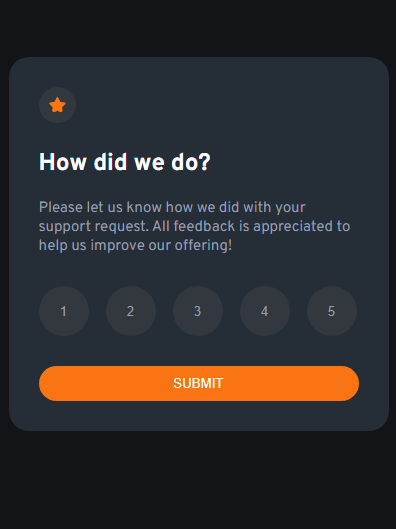 How did we do?
Please let us know how we did with your
support request. All feedback is appreciated to
help us improve our offering!
1 2 3 4 5
SUBMIT